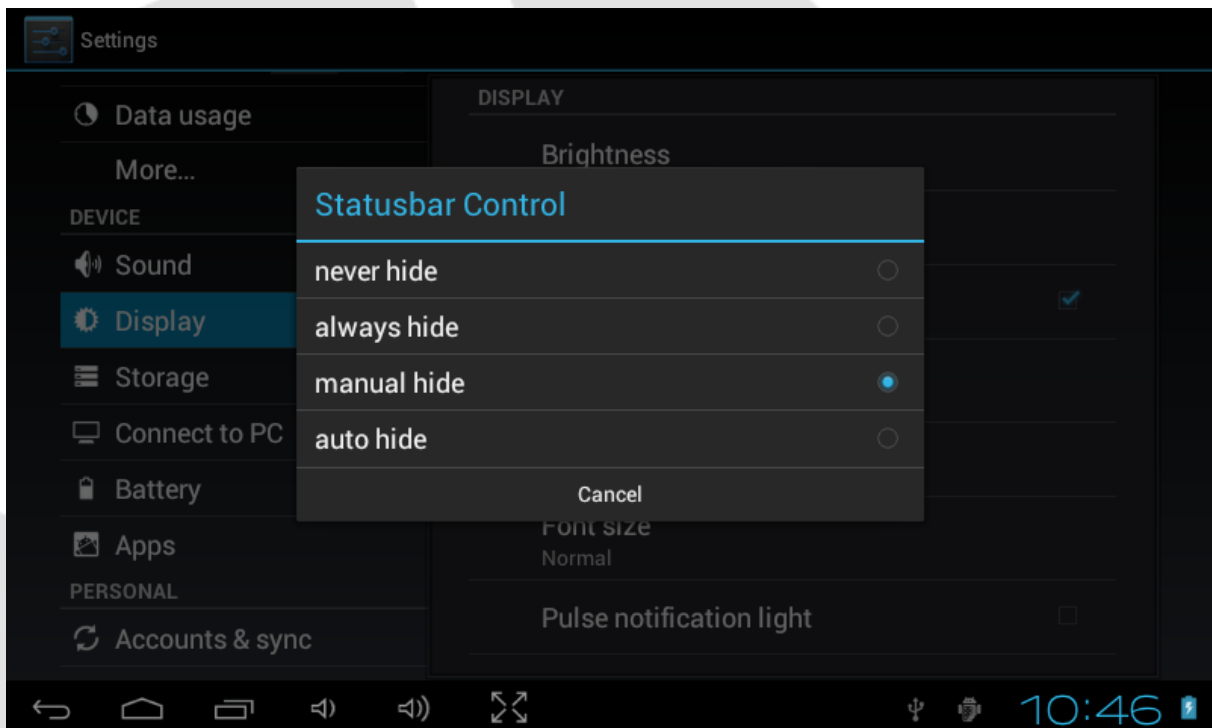 Settings
Data usage
More...
DEVICE
Sound
Display
Storage
Connect to PC
Battery
Apps
PERSONAL
Accounts & sync
DISPLAY
Brightness
Statusbar Control
never hide
always hide
manual hide
auto hide
Cancel
Font size
Normal
Pulse notification light
10:46